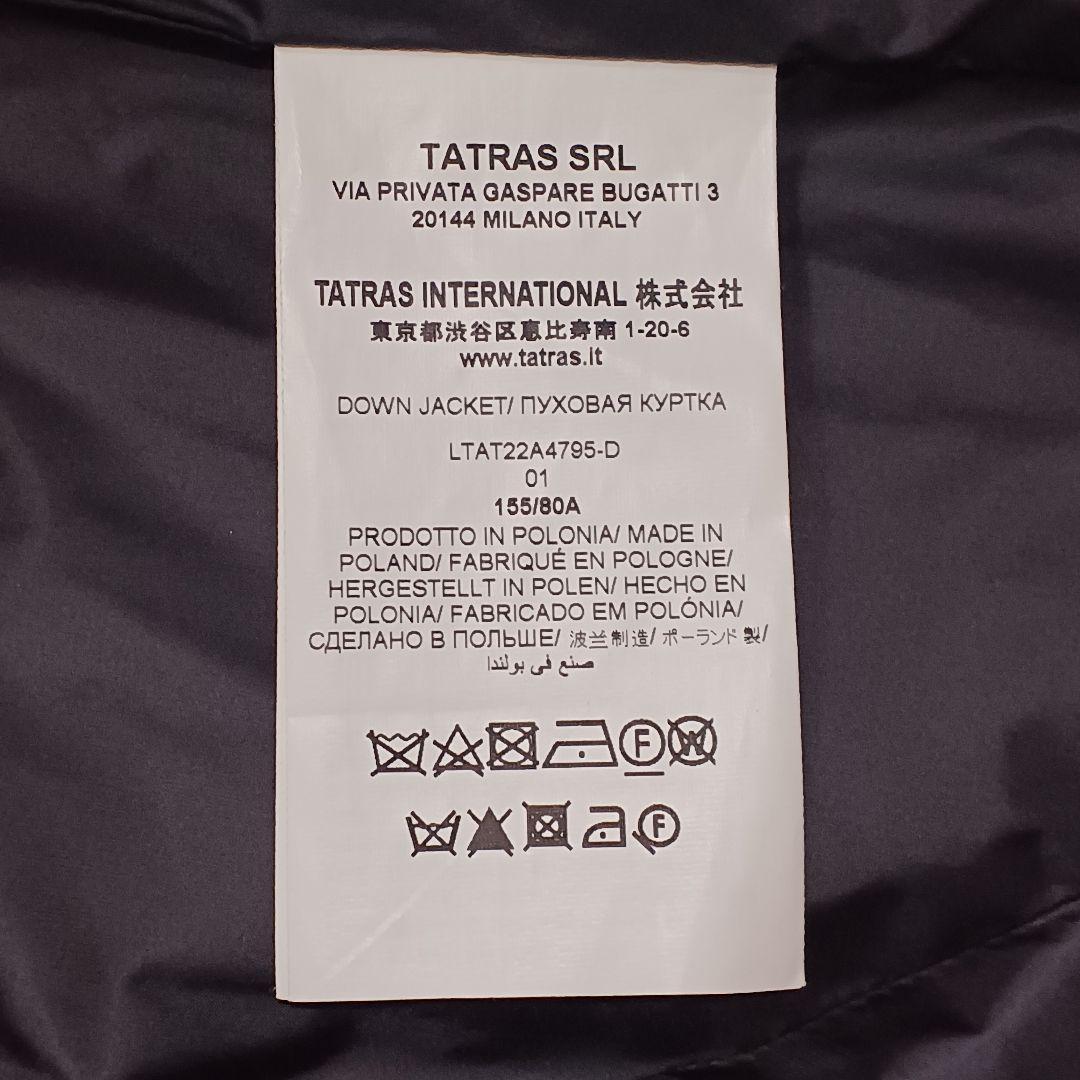 TATRAS SRL
VIA PRIVATA GASPARE BUGATTI 3
20144 MILANO ITALY
TATRAS INTERNATIONAL 株式会社
東京都渋谷区恵比寿南 1-20-6
www.tatras.it
DOWN JACKET/ ПУХОВАЯ КУРТКА
LTAT22A4795-D
01
155/80A
PRODOTTO IN POLONIA/ MADE IN
POLAND/ FABRIQUÉ EN POLOGNE/
HERGESTELLT IN POLEN/ HECHO EN
POLONIA/ FABRICADO EM POLÓNIA/
СДЕЛАНО В ПОЛЬШЕ/ 波兰制造/ ポーランド製/
صنع فى بولندا
F W
F